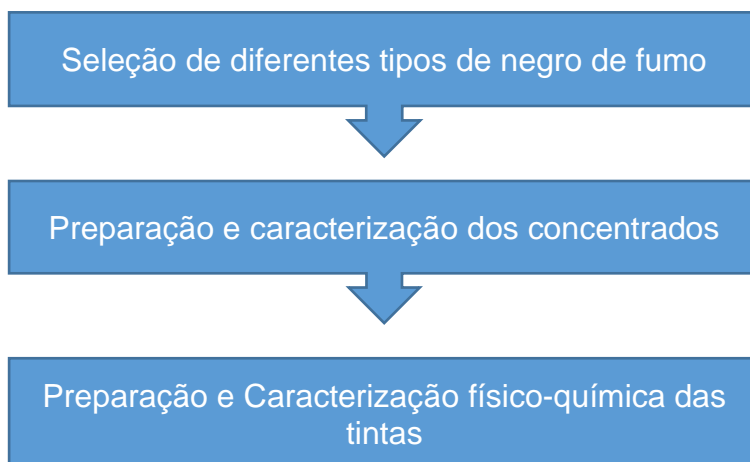 Seleção de diferentes tipos de negro de fumo
Preparação e caracterização dos concentrados
Preparação e Caracterização físico-química das
tintas